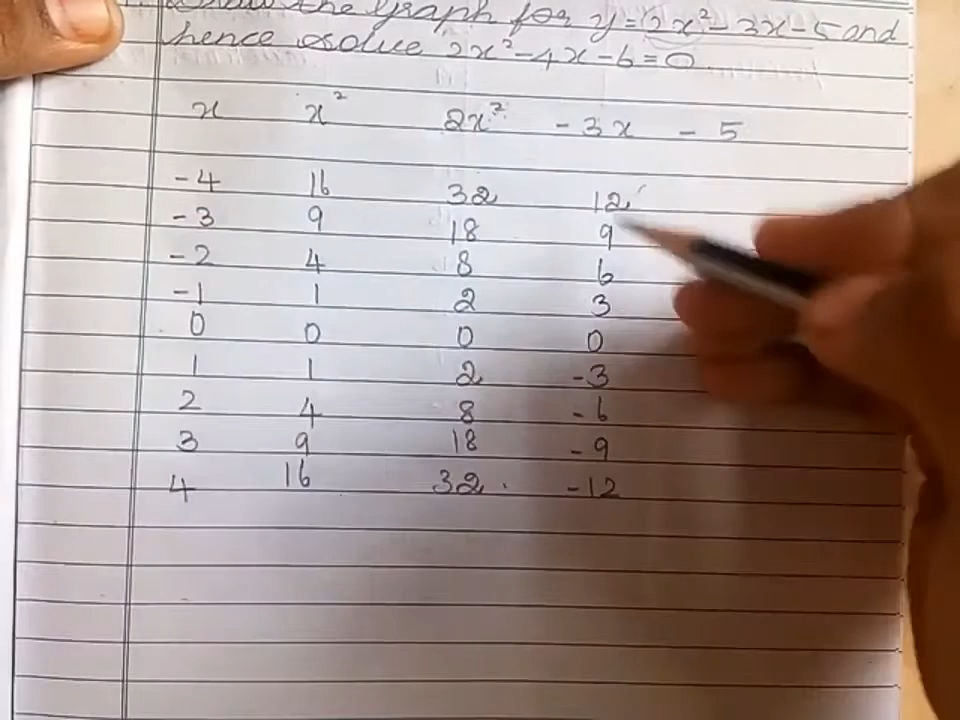 the Graph for y=2x²-3x-5 and
hence solve 2x²-4x-6=0
x x² 2x² -3x -5
-4 16 32 12
-3 9 18 9
-2 4 8 6
-1 1 2 3
0 0 0 0
1 1 2 -3
2 4 8 -6
3 9 18 -9
4 16 32 -12